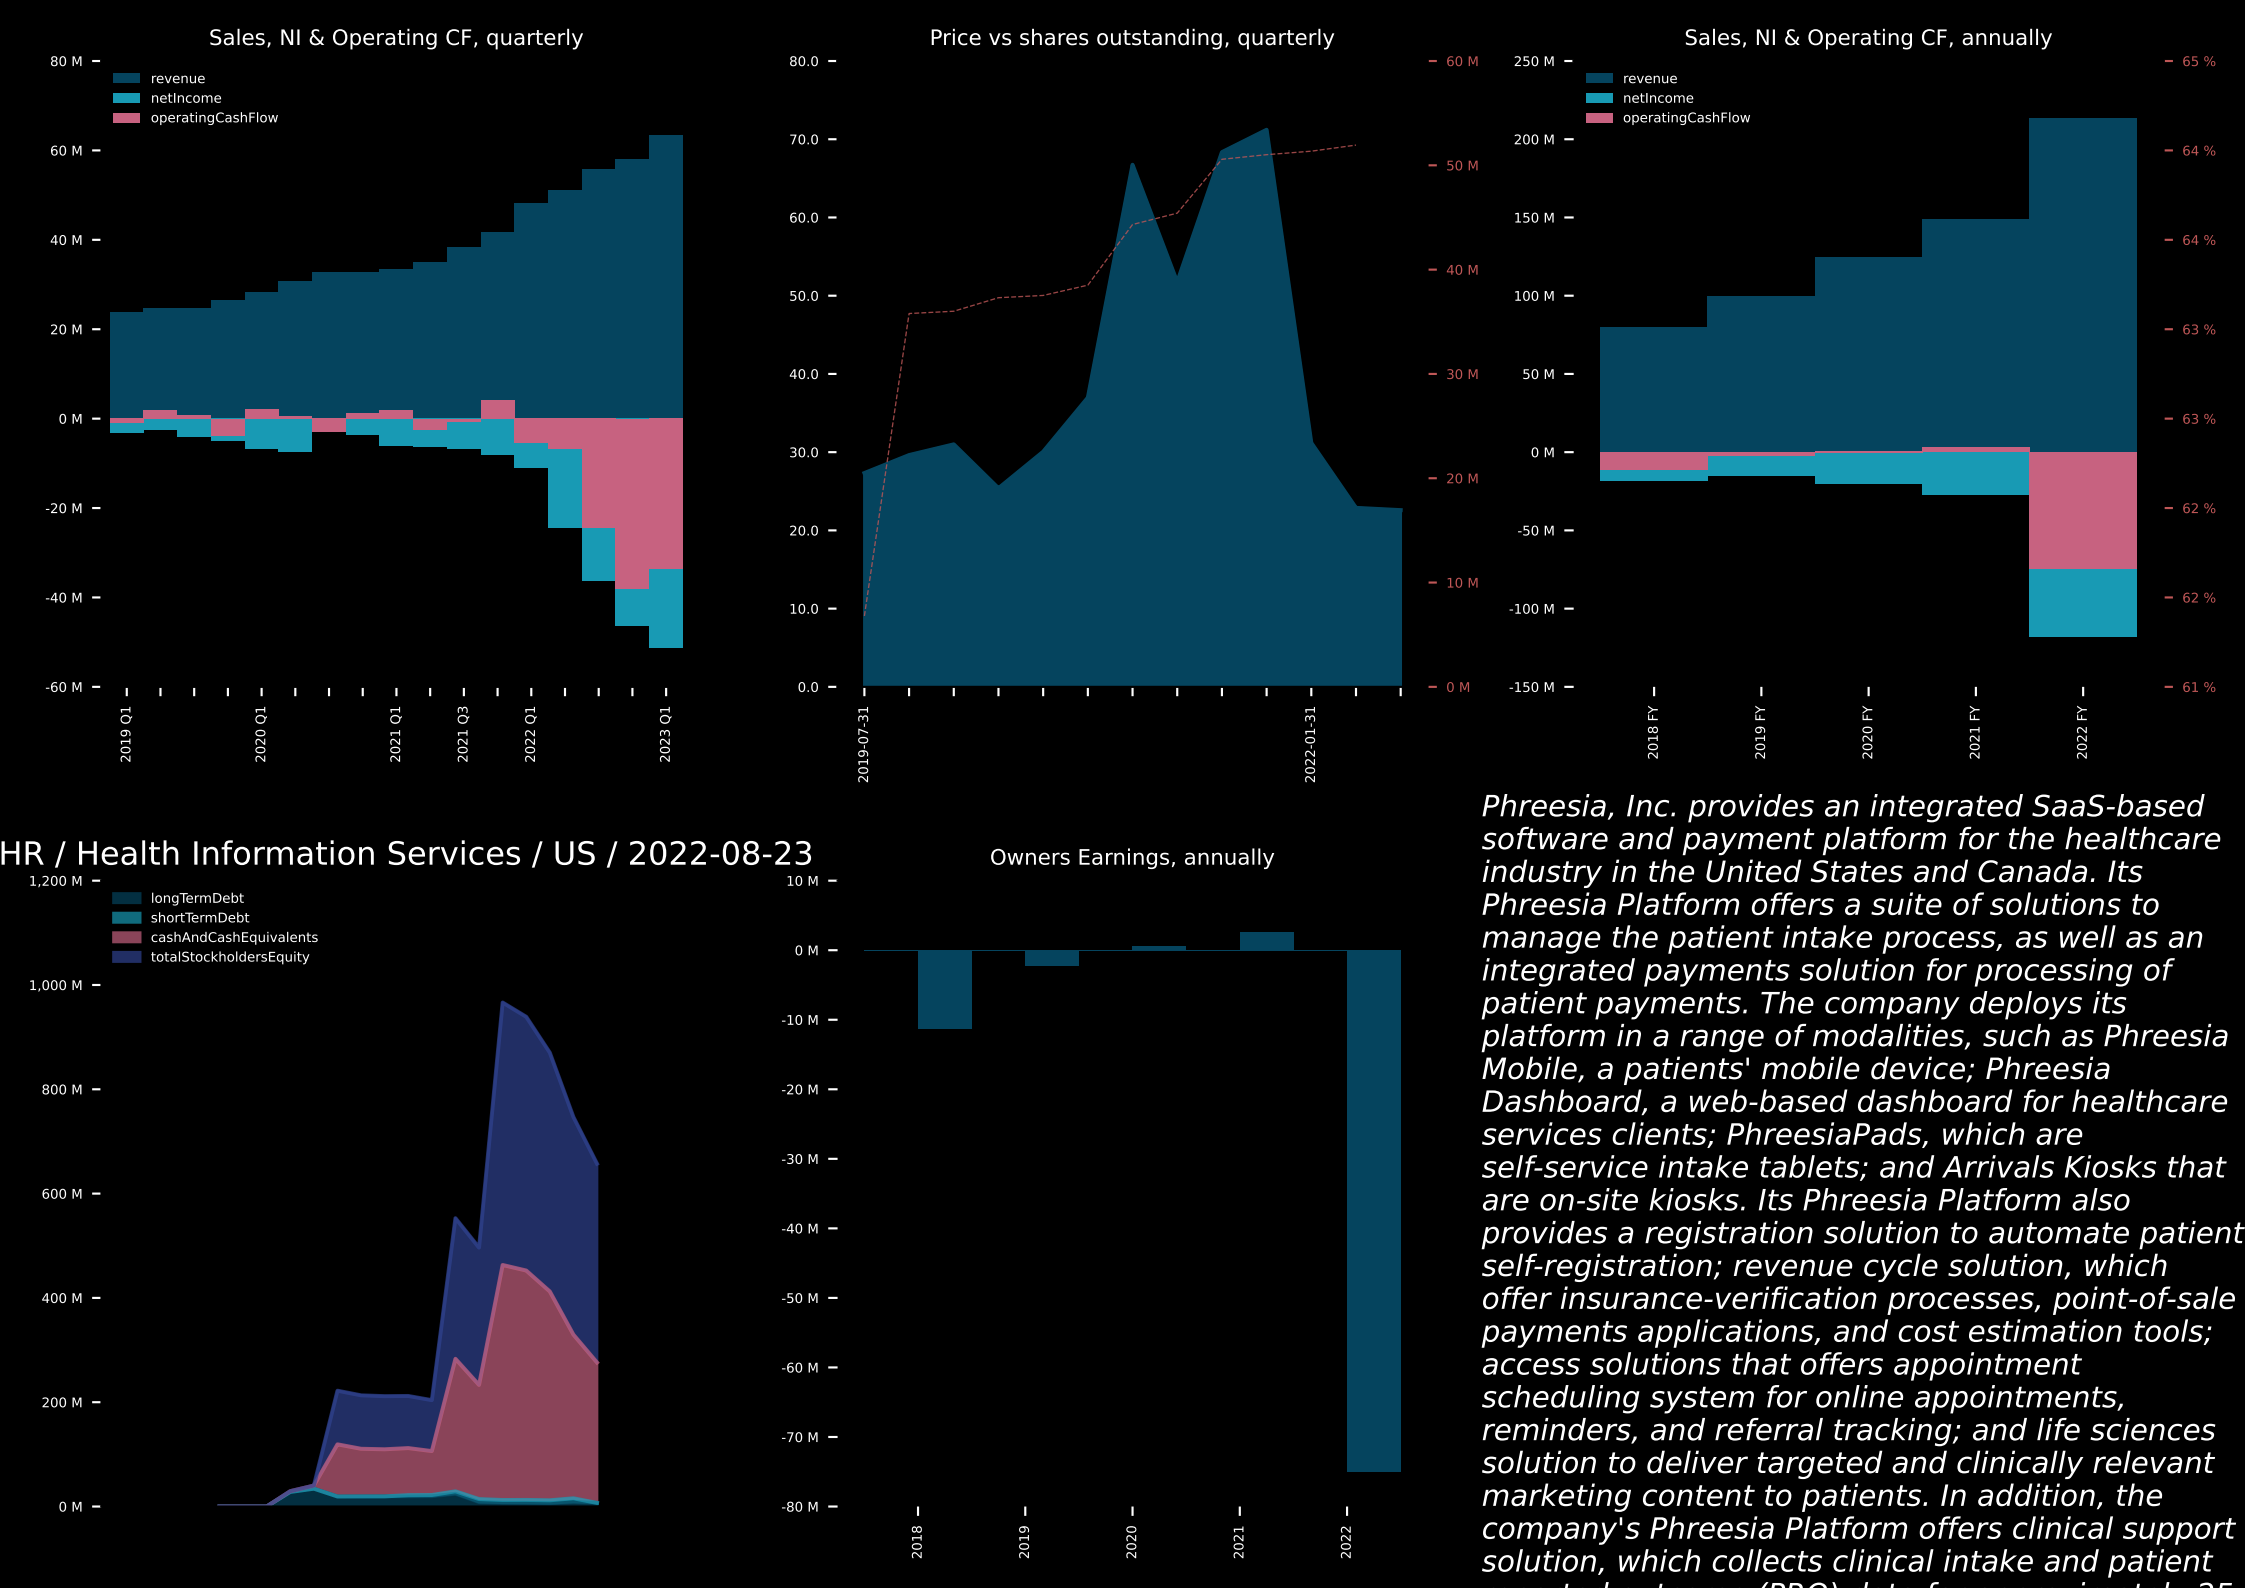 Sales, NI & Operating CF, quarterly
80 M
60 M
40 M
20 M
0 M
-20 M
-40 M
-60 M
revenue
netIncome
operatingCashFlow
2019 Q1
2020 Q1
2021 Q1
2021 Q3
2022 Q1
2023 Q1
Price vs shares outstanding, quarterly
80.0
70.0
60.0
50.0
40.0
30.0
20.0
10.0
0.0
60 M
50 M
40 M
30 M
20 M
10 M
0 M
2019-07-31
2022-01-31
Sales, NI & Operating CF, annually
250 M
200 M
150 M
100 M
50 M
0 M
-50 M
-100 M
-150 M
revenue
netIncome
operatingCashFlow
65 %
64 %
64 %
63 %
63 %
62 %
62 %
61 %
2018 FY
2019 FY
2020 FY
2021 FY
2022 FY
HR / Health Information Services / US / 2022-08-23
1,200 M
1,000 M
800 M
600 M
400 M
200 M
0 M
longTermDebt
shortTermDebt
cashAndCashEquivalents
totalStockholdersEquity
Owners Earnings, annually
10 M
0 M
-10 M
-20 M
-30 M
-40 M
-50 M
-60 M
-70 M
-80 M
2018
2019
2020
2021
2022
Phreesia, Inc. provides an integrated SaaS-based
software and payment platform for the healthcare
industry in the United States and Canada. Its
Phreesia Platform offers a suite of solutions to
manage the patient intake process, as well as an
integrated payments solution for processing of
patient payments. The company deploys its
platform in a range of modalities, such as Phreesia
Mobile, a patients' mobile device; Phreesia
Dashboard, a web-based dashboard for healthcare
services clients; PhreesiaPads, which are
self-service intake tablets; and Arrivals Kiosks that
are on-site kiosks. Its Phreesia Platform also
provides a registration solution to automate patient
self-registration; revenue cycle solution, which
offer insurance-verification processes, point-of-sale
payments applications, and cost estimation tools;
access solutions that offers appointment
scheduling system for online appointments,
reminders, and referral tracking; and life sciences
solution to deliver targeted and clinically relevant
marketing content to patients. In addition, the
company's Phreesia Platform offers clinical support
solution, which collects clinical intake and patient